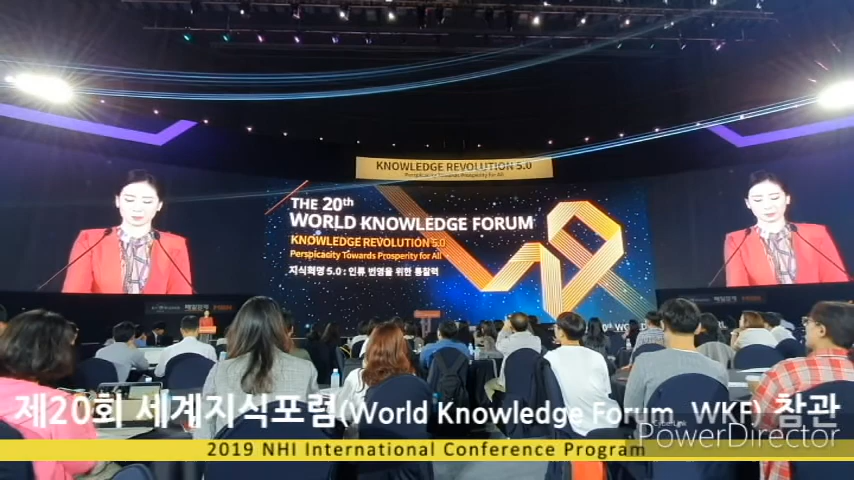 KNOWLEDGE REVOLUTION 5.0
Perspicacity Towards Prosperity for All
THE 20th
WORLD KNOWLEDGE FORUM
KNOWLEDGE REVOLUTION 5.0
Perspicacity Towards Prosperity for All
지식혁명 5.0 : 인류 번영을 위한 통찰력
제20회 세계지식포럼(World Knowledge Forum, WKF) 참관
PowerDirector
2019 NHI International Conference Program